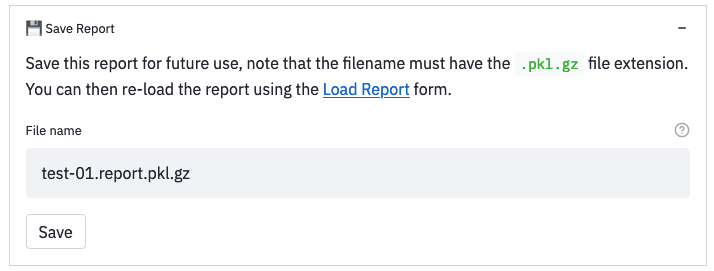 💾 Save Report
Save this report for future use, note that the filename must have the .pkl.gz file extension.
You can then re-load the report using the Load Report form.
File name
test-01.report.pkl.gz
Save